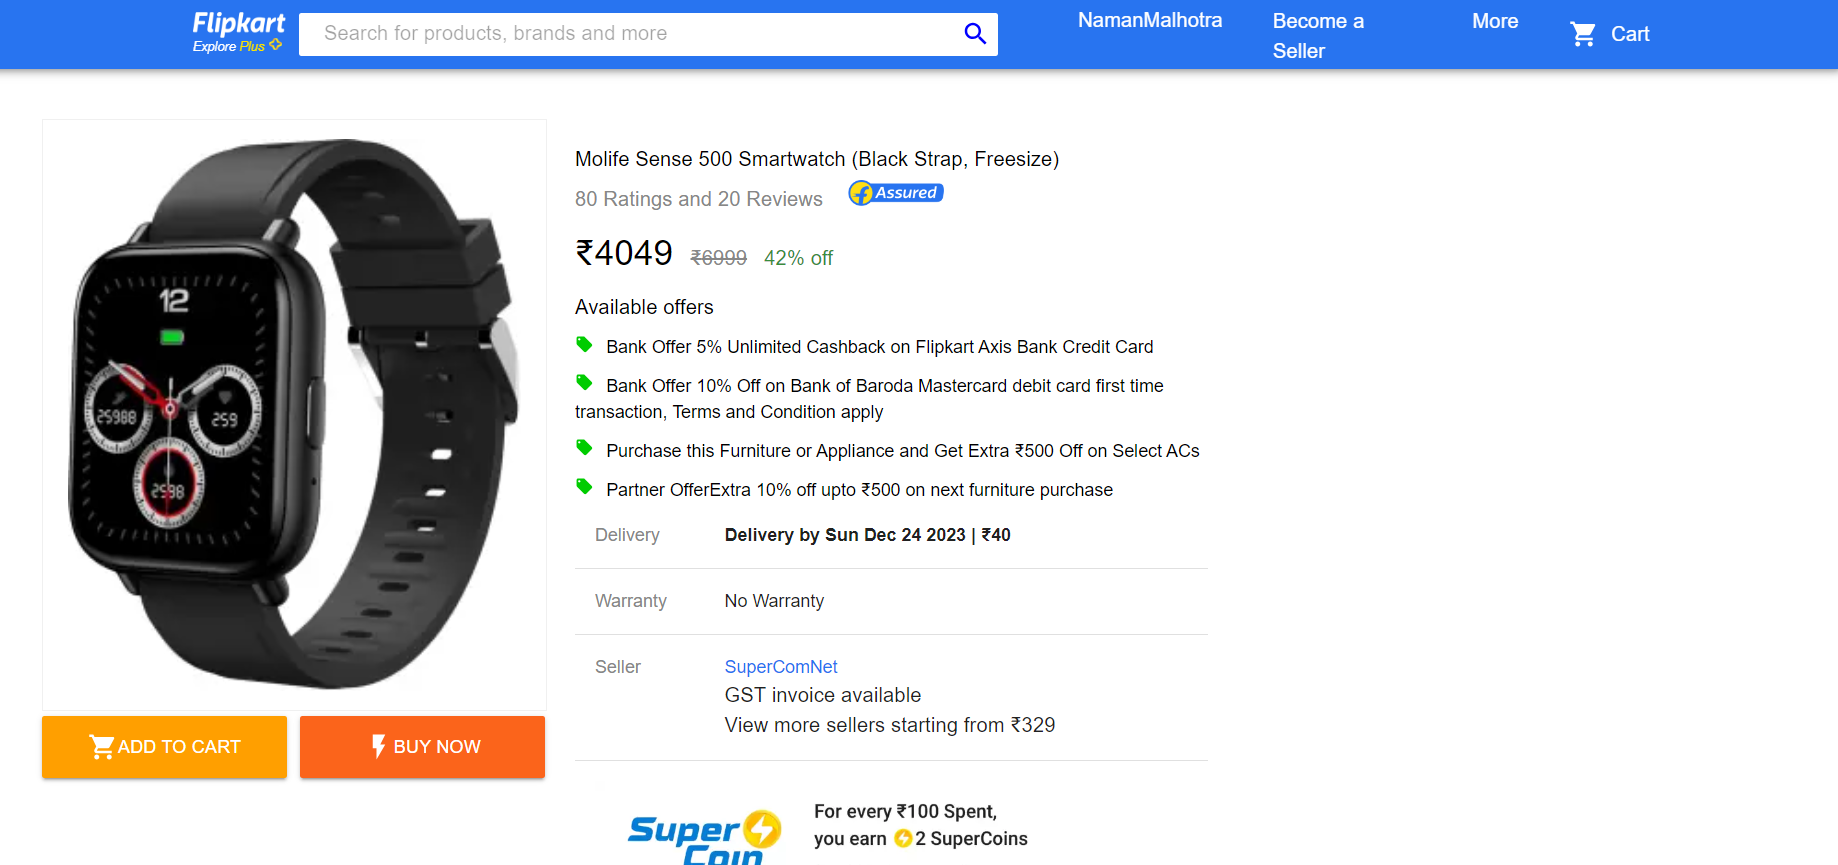 Flipkart
Explore Plus
Search for products, brands and more
NamanMalhotra
Become a
Seller
More
Cart
12
25988
259
2598
Molife Sense 500 Smartwatch (Black Strap, Freesize)
80 Ratings and 20 Reviews
f Assured
₹4049 ₹6999 42% off
Available offers
Bank Offer 5% Unlimited Cashback on Flipkart Axis Bank Credit Card
Bank Offer 10% Off on Bank of Baroda Mastercard debit card first time
transaction, Terms and Condition apply
Purchase this Furniture or Appliance and Get Extra ₹500 Off on Select ACs
Partner OfferExtra 10% off upto ₹500 on next furniture purchase
Delivery Delivery by Sun Dec 24 2023 | ₹40
Warranty No Warranty
Seller SuperComNet
GST invoice available
View more sellers starting from ₹329
ADD TO CART
BUY NOW
Super
Coin
For every ₹100 Spent,
you earn 2 SuperCoins